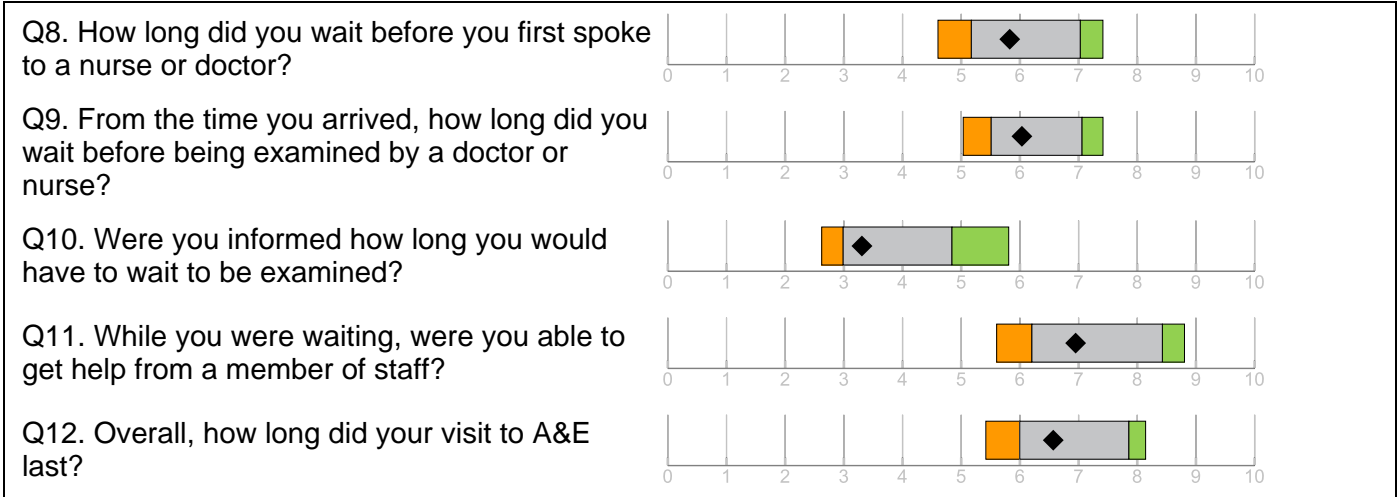 Q8. How long did you wait before you first spoke
to a nurse or doctor?
0 1 2 3 4 5 6 7 8 9 10
Q9. From the time you arrived, how long did you
wait before being examined by a doctor or
nurse?
0 1 2 3 4 5 6 7 8 9 10
Q10. Were you informed how long you would
have to wait to be examined?
0 1 2 3 4 5 6 7 8 9 10
Q11. While you were waiting, were you able to
get help from a member of staff?
0 1 2 3 4 5 6 7 8 9 10
Q12. Overall, how long did your visit to A&E
last?
0 1 2 3 4 5 6 7 8 9 10